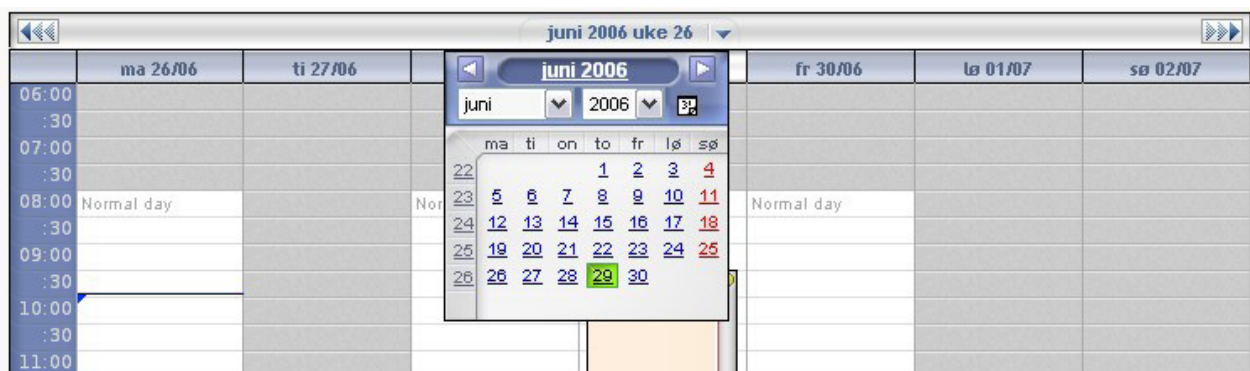 juni 2006 uke 26
ma 26/06 ti 27/06 fr 30/06 lø 01/07 sø 02/07
juni 2006
juni 2006
06:00
:30
07:00
:30
08:00 Normal day Nor Normal day
:30
09:00
:30
10:00
:30
11:00
ma ti on to fr lø sø
22 1 2 3 4
23 5 6 7 8 9 10 11
24 12 13 14 15 16 17 18
25 19 20 21 22 23 24 25
26 26 27 28 29 30